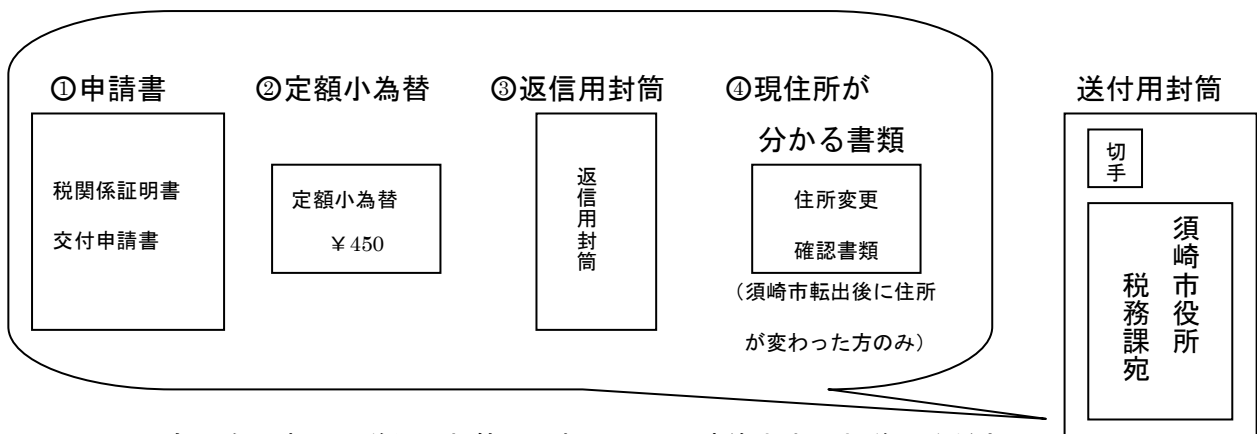 ①申請書
②定額小為替
③返信用封筒
④現住所が
分かる書類
送付用封筒
税関係証明書
交付申請書
定額小為替
￥450
返信用封筒
住所変更
確認書類
（須崎市転出後に住所
が変わった方のみ）
切手
須崎市役所
税務課宛